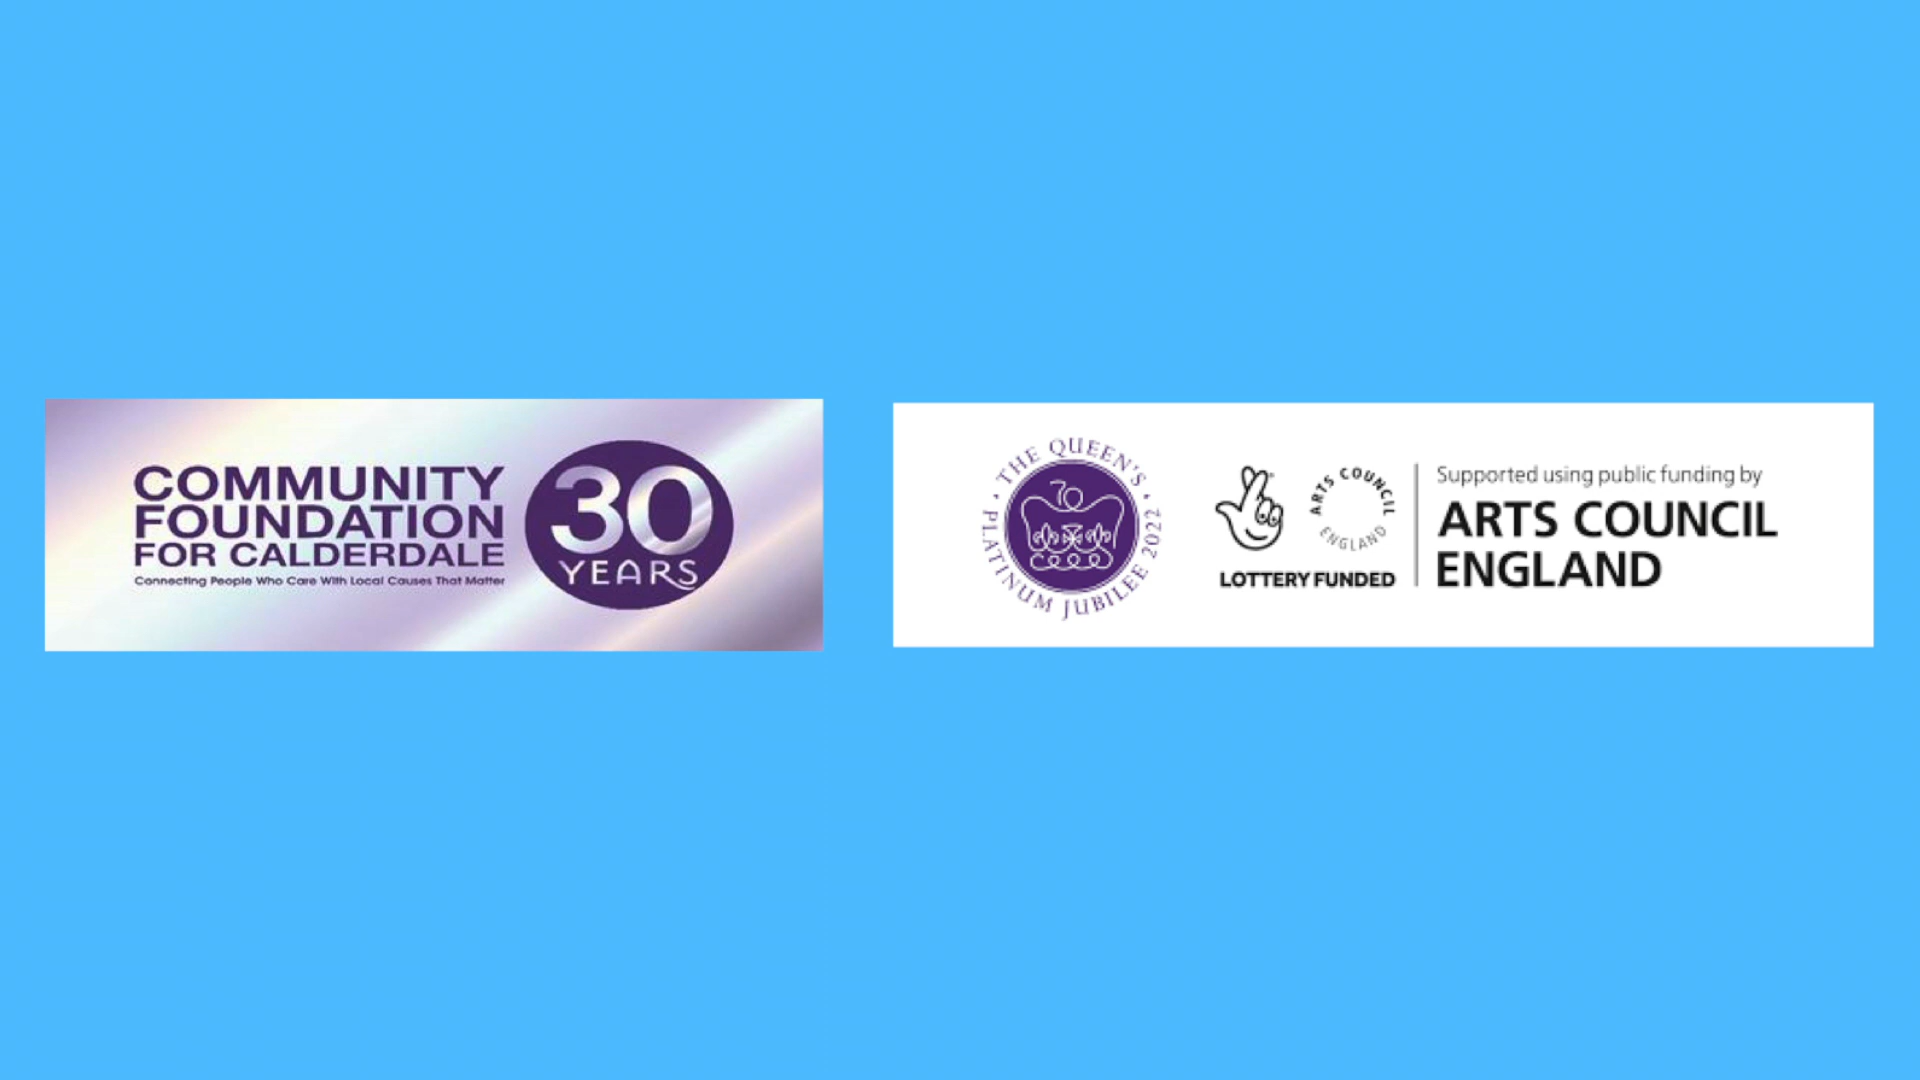 COMMUNITY
FOUNDATION
FOR CALDERDALE
Connecting People Who Care With Local Causes That Matter
30
YEARS
THE QUEEN'S
PLATINUM JUBILEE 2022
70
ARTS COUNCIL
ENGLAND
LOTTERY FUNDED
Supported using public funding by
ARTS COUNCIL
ENGLAND